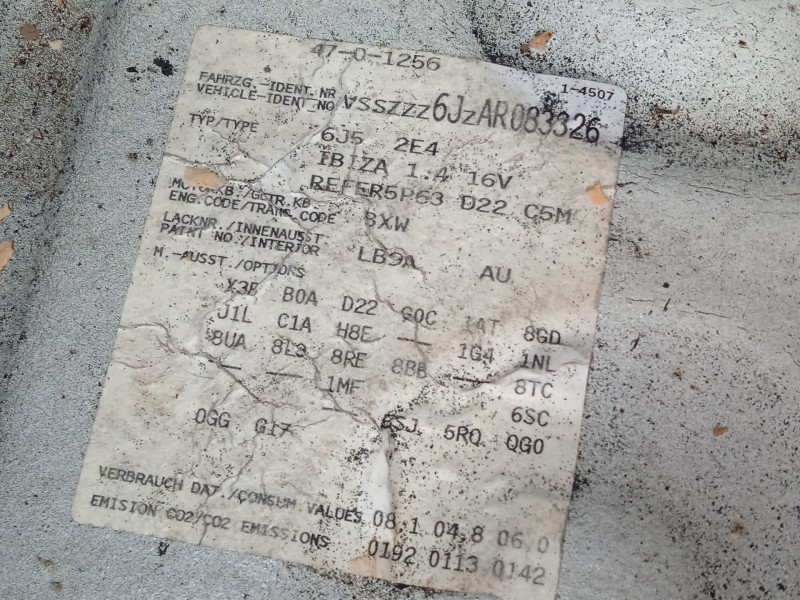 47-0-1256
1-4507
FAHRZG.-IDENT.NR
VEHICLE-IDENT.NO
VSSZZZ6JZAR083326
TYP/TYPE
6J5 2E4
IBIZA 1.4 16V
REFER5P63 D22 C5M
MOTORKB./GETR.KB
ENG.CODE/TRANS.CODE
BXW
LACKNR./INNENAUSST
PAINT NO./INTERIOR
LB9A AU
M.-AUSST./OPTIONS
X3E B0A D22 G0C 1AT 8GD
J1L C1A H8E — 1G4 1NL
8UA 8L3 8RE 8BB — 8TC
— — 1MF — 6SC
0GG G17 ESJ 5RQ QG0
VERBRAUCH DAT./CONSUM VALUES 08,1 04,8 06,0
EMISION CO2/CO2 EMISSIONS 0192 0113 0142